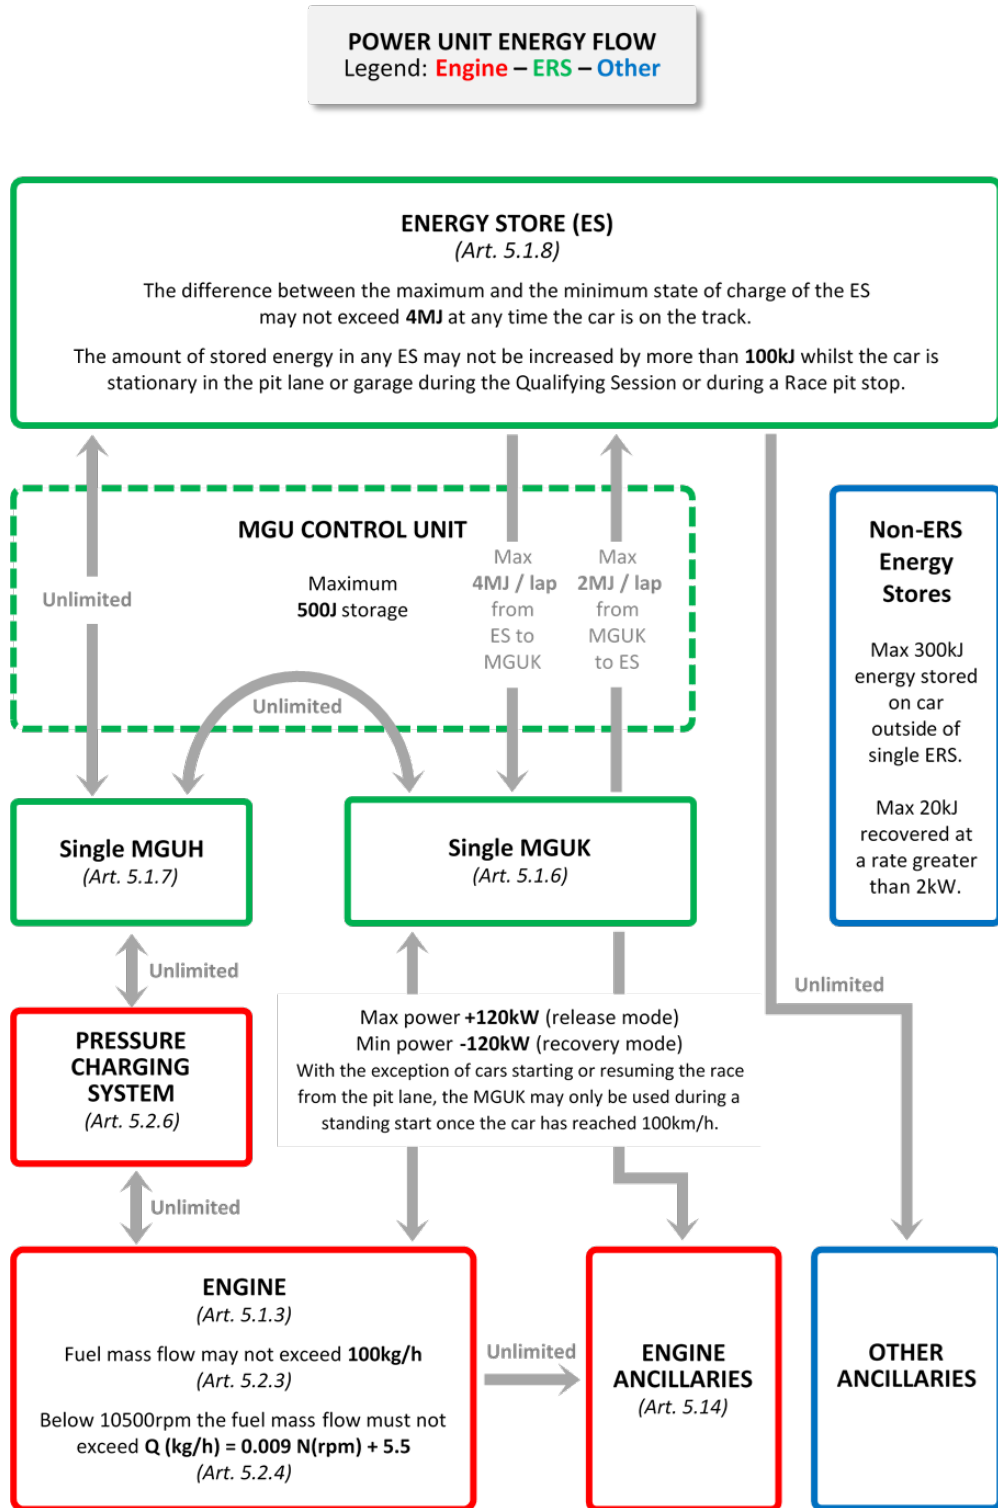 POWER UNIT ENERGY FLOW
Legend: Engine – ERS – Other
ENERGY STORE (ES)
(Art. 5.1.8)
The difference between the maximum and the minimum state of charge of the ES
may not exceed 4MJ at any time the car is on the track.
The amount of stored energy in any ES may not be increased by more than 100kJ whilst the car is
stationary in the pit lane or garage during the Qualifying Session or during a Race pit stop.
MGU CONTROL UNIT
Maximum
500J storage
Unlimited
Max
4MJ / lap
from
ES to
MGUK
Max
2MJ / lap
from
MGUK
to ES
Unlimited
Non-ERS
Energy
Stores
Max 300kJ
energy stored
on car
outside of
single ERS.
Max 20kJ
recovered at
a rate greater
than 2kW.
Single MGUH
(Art. 5.1.7)
Single MGUK
(Art. 5.1.6)
Unlimited
Unlimited
PRESSURE
CHARGING
SYSTEM
(Art. 5.2.6)
Max power +120kW (release mode)
Min power -120kW (recovery mode)
With the exception of cars starting or resuming the race
from the pit lane, the MGUK may only be used during a
standing start once the car has reached 100km/h.
Unlimited
ENGINE
(Art. 5.1.3)
Fuel mass flow may not exceed 100kg/h
(Art. 5.2.3)
Below 10500rpm the fuel mass flow must not
exceed Q (kg/h) = 0.009 N(rpm) + 5.5
(Art. 5.2.4)
Unlimited
ENGINE
ANCILLARIES
(Art. 5.14)
OTHER
ANCILLARIES